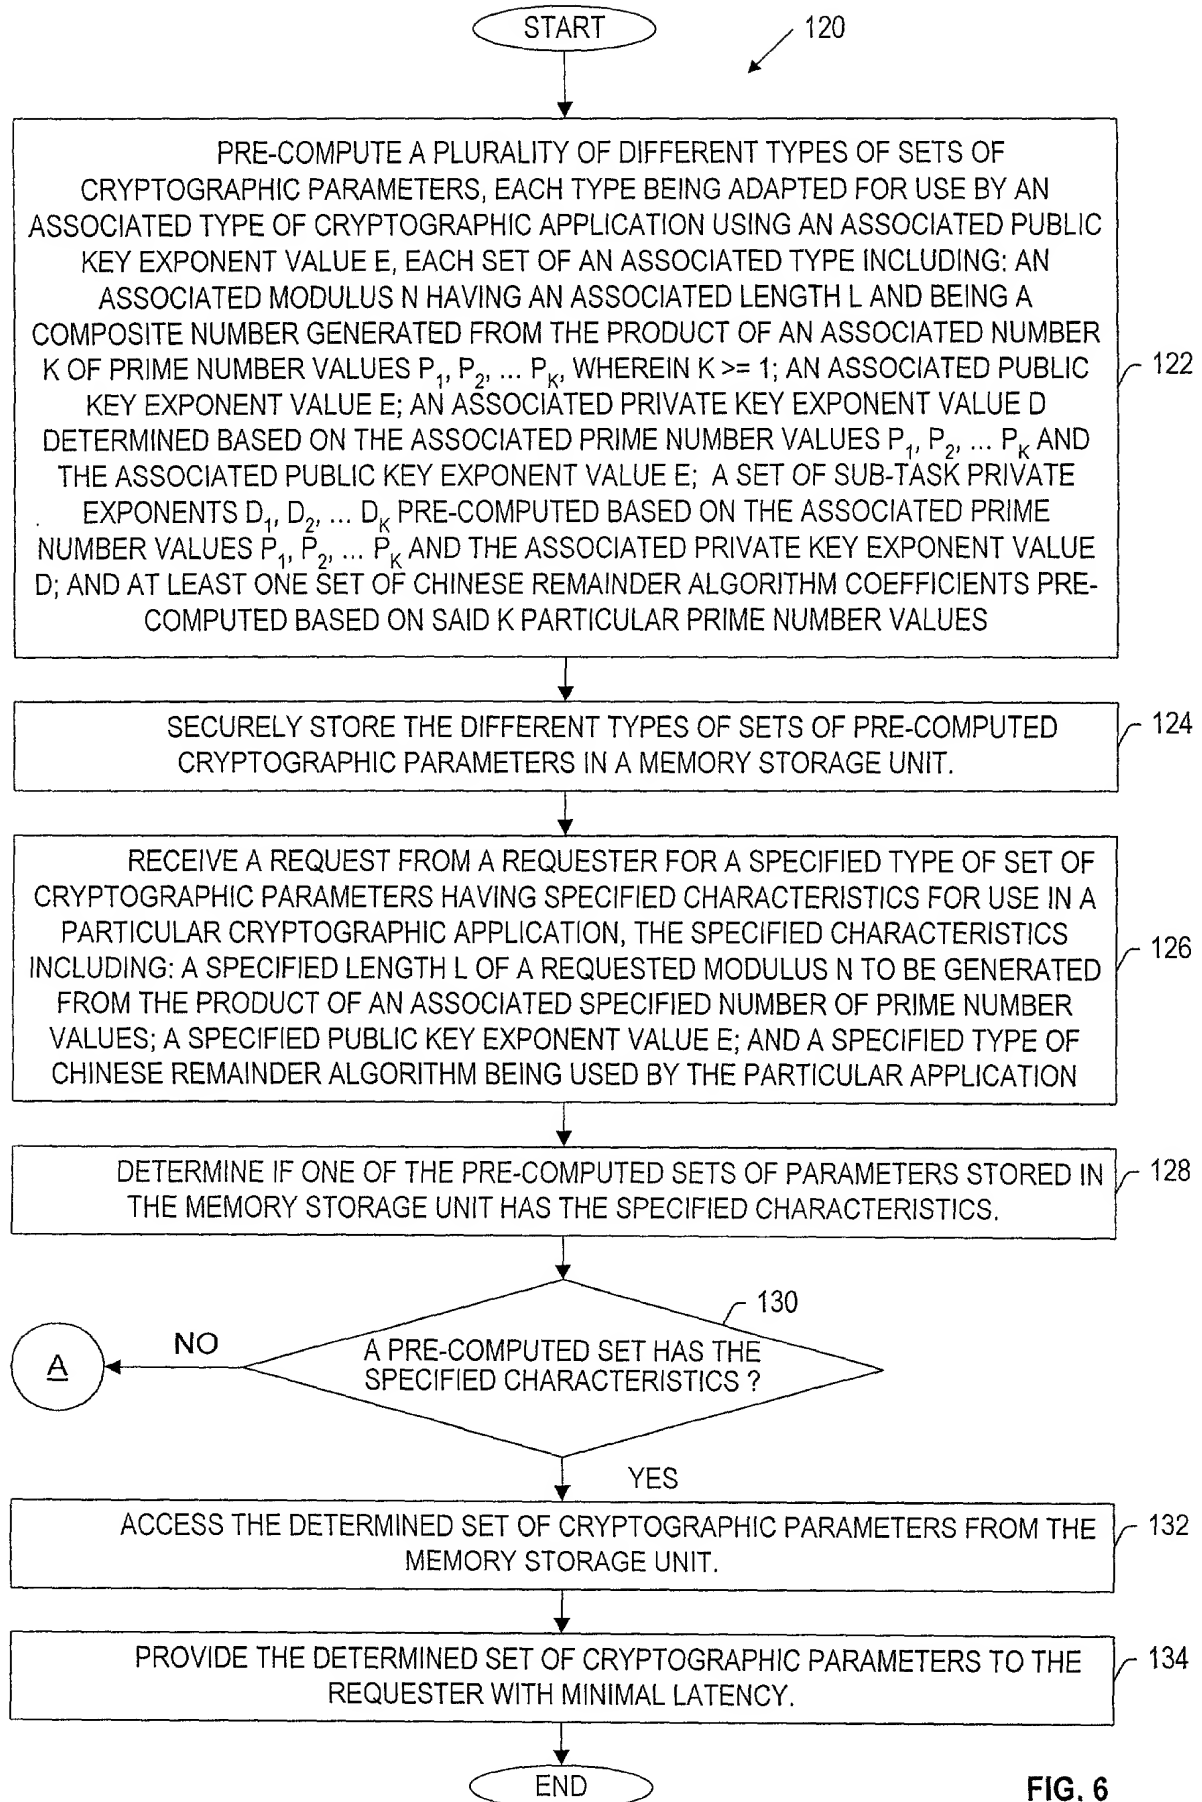 START
120
PRE-COMPUTE A PLURALITY OF DIFFERENT TYPES OF SETS OF
CRYPTOGRAPHIC PARAMETERS, EACH TYPE BEING ADAPTED FOR USE BY AN
ASSOCIATED TYPE OF CRYPTOGRAPHIC APPLICATION USING AN ASSOCIATED PUBLIC
KEY EXPONENT VALUE E, EACH SET OF AN ASSOCIATED TYPE INCLUDING: AN
ASSOCIATED MODULUS N HAVING AN ASSOCIATED LENGTH L AND BEING A
COMPOSITE NUMBER GENERATED FROM THE PRODUCT OF AN ASSOCIATED NUMBER
K OF PRIME NUMBER VALUES P1, P2, ... PK, WHEREIN K >= 1; AN ASSOCIATED PUBLIC
KEY EXPONENT VALUE E; AN ASSOCIATED PRIVATE KEY EXPONENT VALUE D
DETERMINED BASED ON THE ASSOCIATED PRIME NUMBER VALUES P1, P2, ... PK AND
THE ASSOCIATED PUBLIC KEY EXPONENT VALUE E; A SET OF SUB-TASK PRIVATE
EXPONENTS D1, D2, ... DK PRE-COMPUTED BASED ON THE ASSOCIATED PRIME
NUMBER VALUES P1, P2, ... PK AND THE ASSOCIATED PRIVATE KEY EXPONENT VALUE
D; AND AT LEAST ONE SET OF CHINESE REMAINDER ALGORITHM COEFFICIENTS PRE-
COMPUTED BASED ON SAID K PARTICULAR PRIME NUMBER VALUES
122
SECURELY STORE THE DIFFERENT TYPES OF SETS OF PRE-COMPUTED
CRYPTOGRAPHIC PARAMETERS IN A MEMORY STORAGE UNIT.
124
RECEIVE A REQUEST FROM A REQUESTER FOR A SPECIFIED TYPE OF SET OF
CRYPTOGRAPHIC PARAMETERS HAVING SPECIFIED CHARACTERISTICS FOR USE IN A
PARTICULAR CRYPTOGRAPHIC APPLICATION, THE SPECIFIED CHARACTERISTICS
INCLUDING: A SPECIFIED LENGTH L OF A REQUESTED MODULUS N TO BE GENERATED
FROM THE PRODUCT OF AN ASSOCIATED SPECIFIED NUMBER OF PRIME NUMBER
VALUES; A SPECIFIED PUBLIC KEY EXPONENT VALUE E; AND A SPECIFIED TYPE OF
CHINESE REMAINDER ALGORITHM BEING USED BY THE PARTICULAR APPLICATION
126
DETERMINE IF ONE OF THE PRE-COMPUTED SETS OF PARAMETERS STORED IN
THE MEMORY STORAGE UNIT HAS THE SPECIFIED CHARACTERISTICS.
128
130
A PRE-COMPUTED SET HAS THE
SPECIFIED CHARACTERISTICS ?
NO
A
YES
ACCESS THE DETERMINED SET OF CRYPTOGRAPHIC PARAMETERS FROM THE
MEMORY STORAGE UNIT.
132
PROVIDE THE DETERMINED SET OF CRYPTOGRAPHIC PARAMETERS TO THE
REQUESTER WITH MINIMAL LATENCY.
134
END
FIG. 6